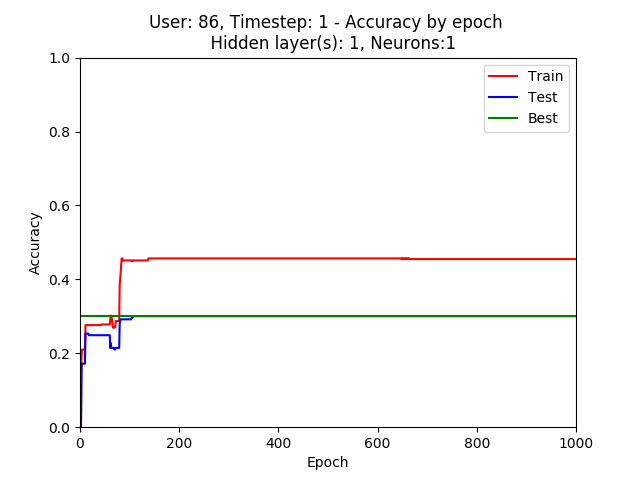 User: 86, Timestep: 1 - Accuracy by epoch
Hidden layer(s): 1, Neurons:1
1.0
0.8
0.6
0.4
0.2
0.0
Accuracy
Train
Test
Best
0 200 400 600 800 1000
Epoch